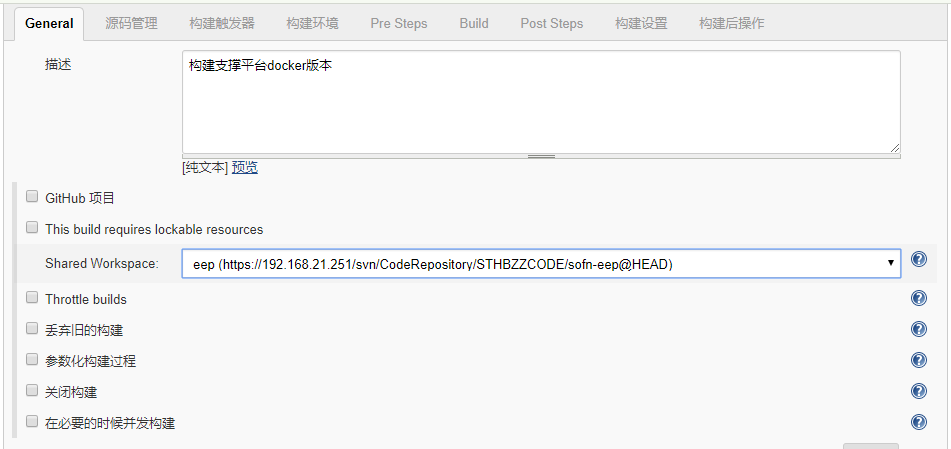 General 源码管理 构建触发器 构建环境 Pre Steps Build Post Steps 构建设置 构建后操作
描述 构建支撑平台docker版本
[纯文本] 预览
GitHub 项目
This build requires lockable resources
Shared Workspace: eep (https://192.168.21.251/svn/CodeRepository/STHBZZCODE/sofn-eep@HEAD)
Throttle builds
丢弃旧的构建
参数化构建过程
关闭构建
在必要的时候并发构建